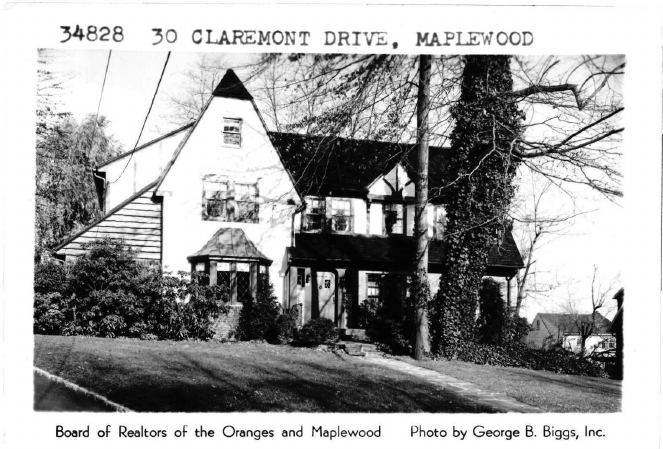 34828 30 CLAREMONT DRIVE, MAPLEWOOD
Board of Realtors of the Oranges and Maplewood Photo by George B. Biggs, Inc.